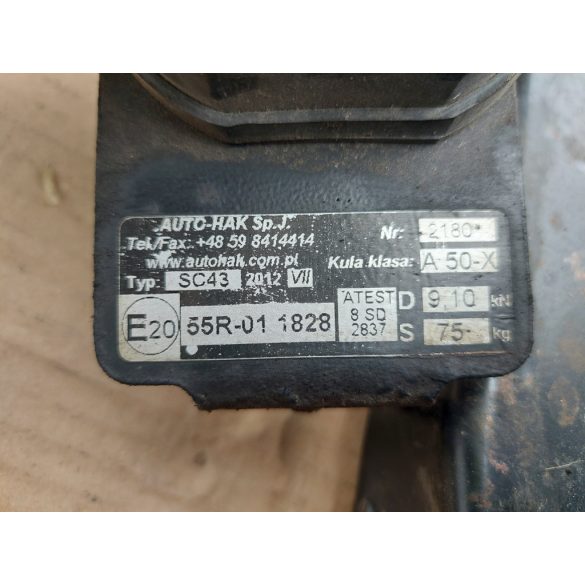 AUTO-HAK Sp.J.
Tel./Fax.: +48 59 8414414
www.autohak.com.pl
Typ: SC43 2012 VII
Nr: 2180
Kula klasa: A 50-X
E20 55R-01 1828
ATEST
8 SD
2837
D 9,10 kN
S 75 kg